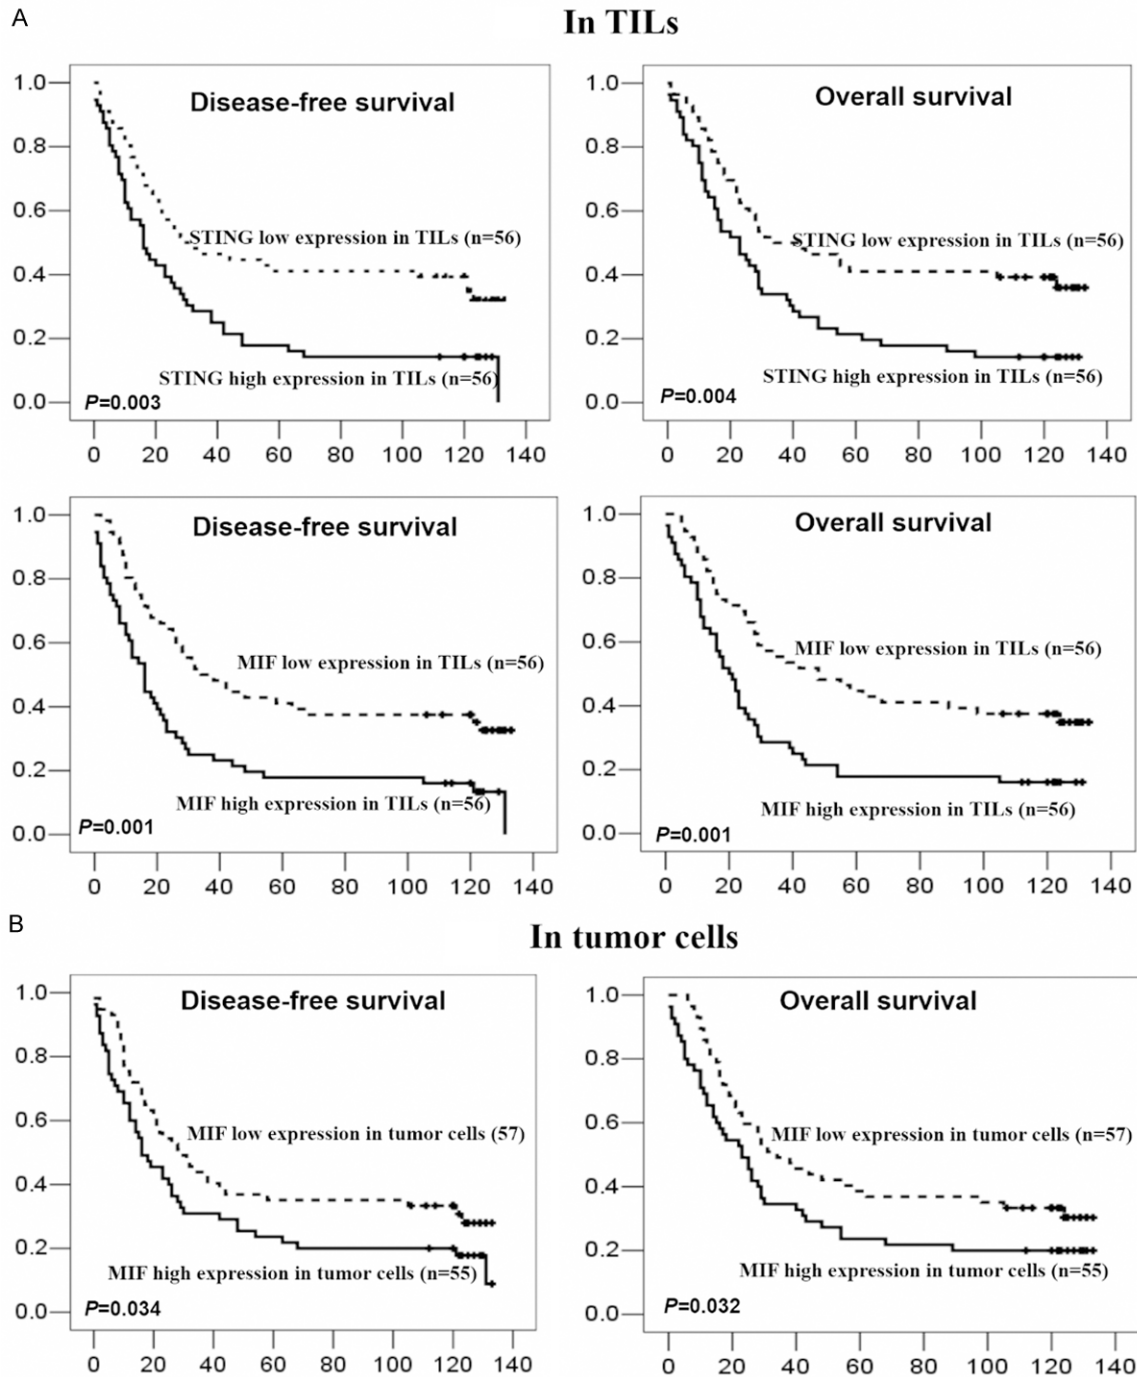 A
In TILs
Disease-free survival
1.0
0.8
0.6
0.4
0.2
0.0
STING low expression in TILs (n=56)
STING high expression in TILs (n=56)
P=0.003
0 20 40 60 80 100 120 140
Overall survival
1.0
0.8
0.6
0.4
0.2
0.0
STING low expression in TILs (n=56)
STING high expression in TILs (n=56)
P=0.004
0 20 40 60 80 100 120 140
Disease-free survival
1.0
0.8
0.6
0.4
0.2
0.0
MIF low expression in TILs (n=56)
MIF high expression in TILs (n=56)
P=0.001
0 20 40 60 80 100 120 140
Overall survival
1.0
0.8
0.6
0.4
0.2
0.0
MIF low expression in TILs (n=56)
MIF high expression in TILs (n=56)
P=0.001
0 20 40 60 80 100 120 140
B
In tumor cells
Disease-free survival
1.0
0.8
0.6
0.4
0.2
0.0
MIF low expression in tumor cells (57)
MIF high expression in tumor cells (n=55)
P=0.034
0 20 40 60 80 100 120 140
Overall survival
1.0
0.8
0.6
0.4
0.2
0.0
MIF low expression in tumor cells (n=57)
MIF high expression in tumor cells (n=55)
P=0.032
0 20 40 60 80 100 120 140